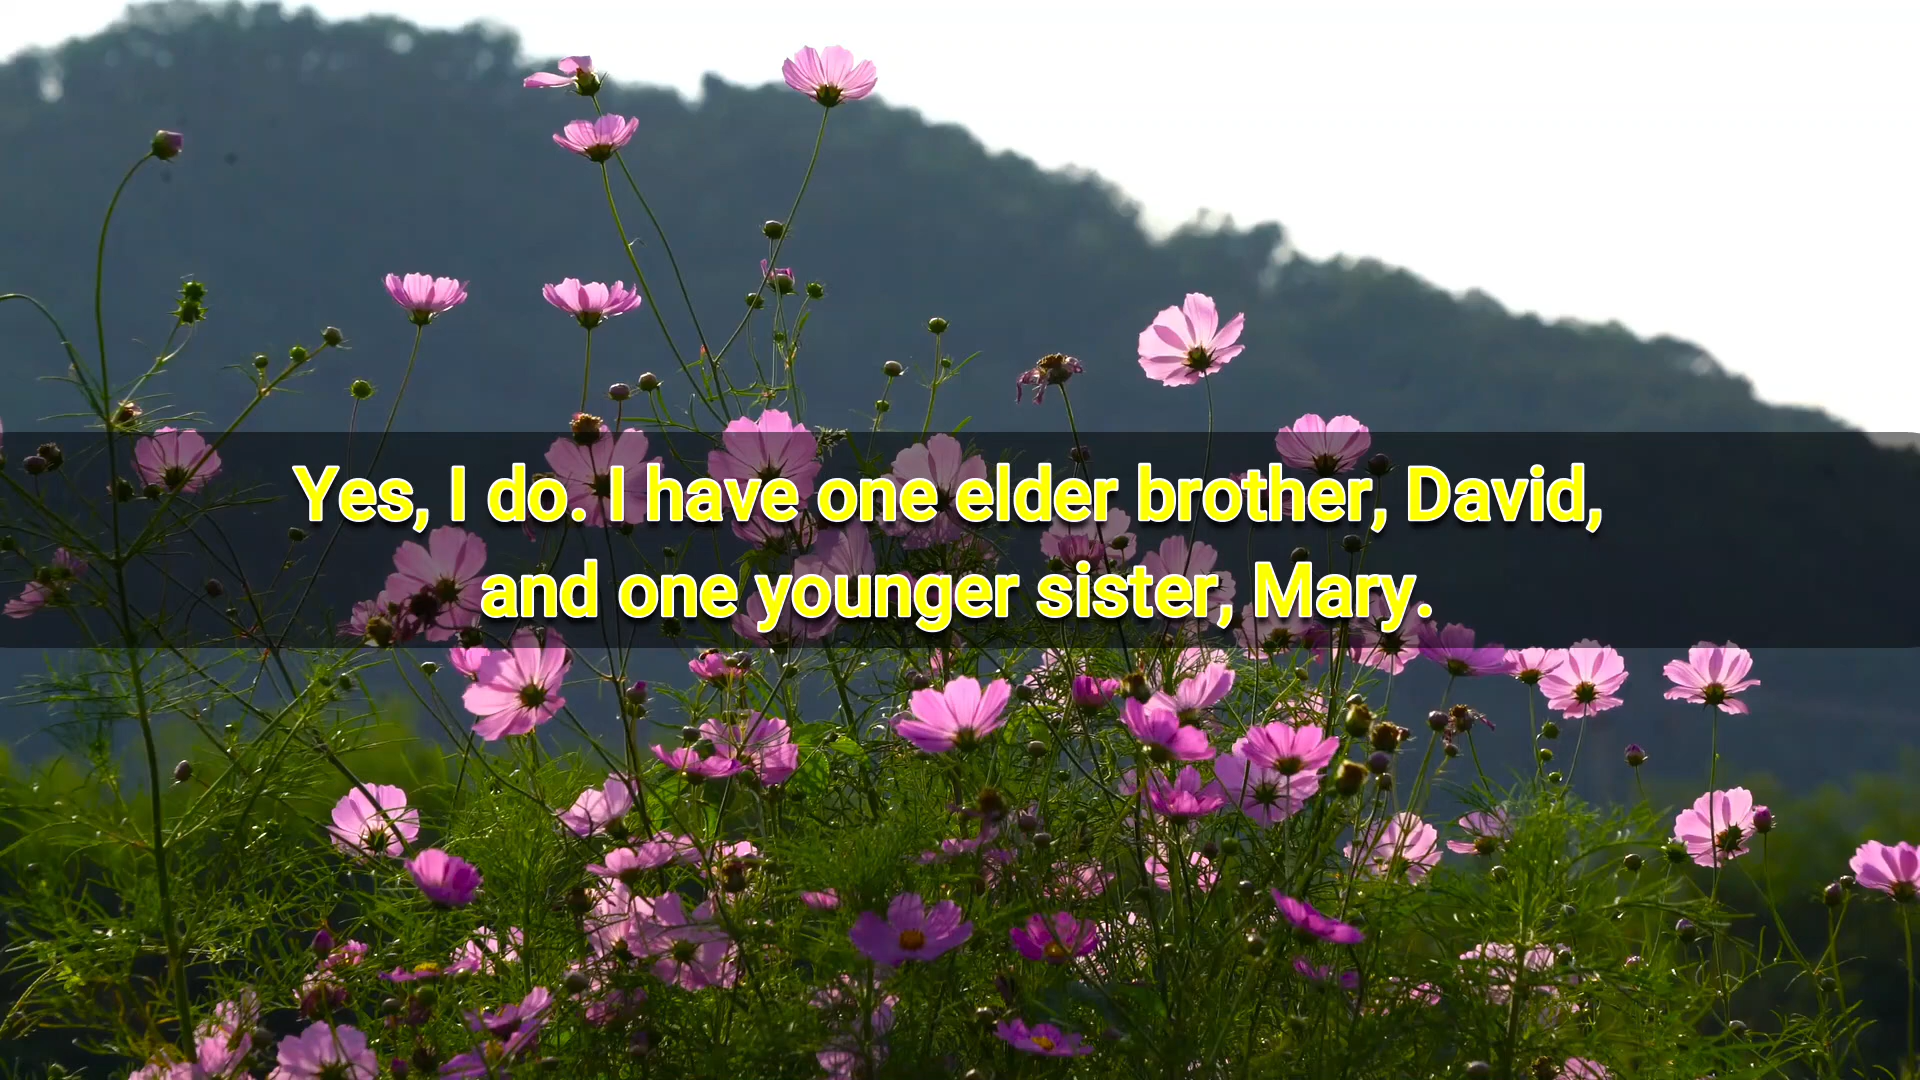 Yes, I do. I have one elder brother, David,
and one younger sister, Mary.